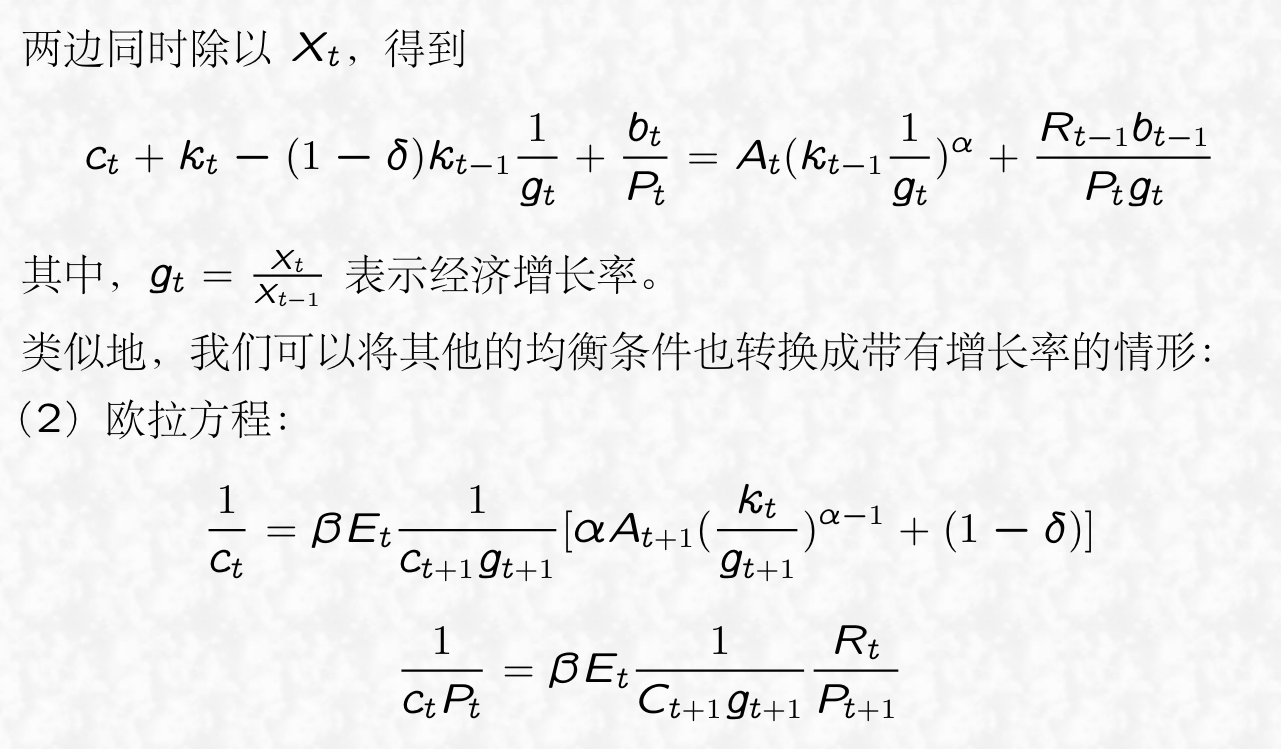 两边同时除以 $X_t$，得到
$$c_t + k_t - (1 - \delta)k_{t-1}\frac{1}{g_t} + \frac{b_t}{P_t} = A_t(k_{t-1}\frac{1}{g_t})^{\alpha} + \frac{R_{t-1}b_{t-1}}{P_t g_t}$$
其中，$g_t = \frac{X_t}{X_{t-1}}$ 表示经济增长率。
类似地，我们可以将其他的均衡条件也转换成带有增长率的情形：
（2）欧拉方程：
$$\frac{1}{c_t} = \beta E_t \frac{1}{c_{t+1}g_{t+1}}[\alpha A_{t+1}(\frac{k_t}{g_{t+1}})^{\alpha-1} + (1 - \delta)]$$
$$\frac{1}{c_t P_t} = \beta E_t \frac{1}{C_{t+1}g_{t+1}}\frac{R_t}{P_{t+1}}$$